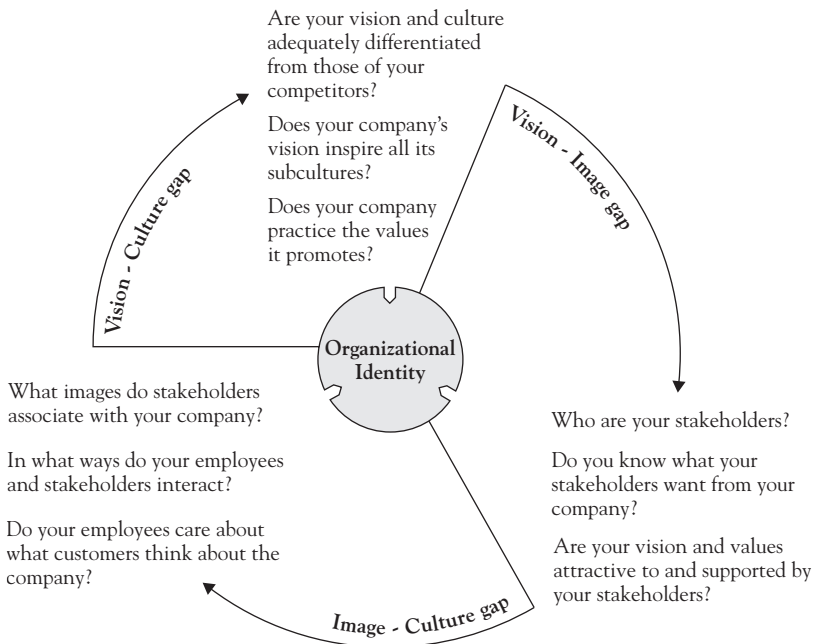 Are your vision and culture
adequately differentiated
from those of your
competitors?
Does your company's
vision inspire all its
subcultures?
Does your company
practice the values
it promotes?
Vision - Culture gap
Vision - Image gap
Organizational
Identity
What images do stakeholders
associate with your company?
In what ways do your employees
and stakeholders interact?
Do your employees care about
what customers think about the
company?
Who are your stakeholders?
Do you know what your
stakeholders want from your
company?
Are your vision and values
attractive to and supported by
your stakeholders?
Image - Culture gap